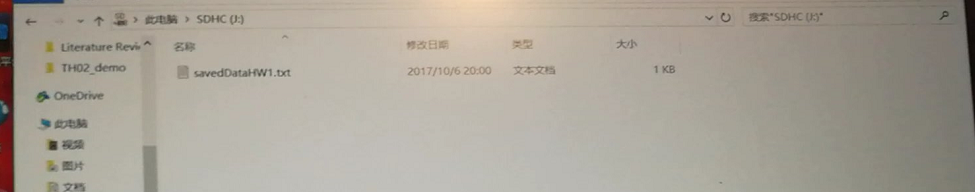 此电脑 > SDHC (J:)
搜索"SDHC (J:)"
Literature Revie
TH02_demo
OneDrive
此电脑
视频
图片
文档
名称 修改日期 类型 大小
savedDataHW1.txt 2017/10/6 20:00 文本文档 1 KB